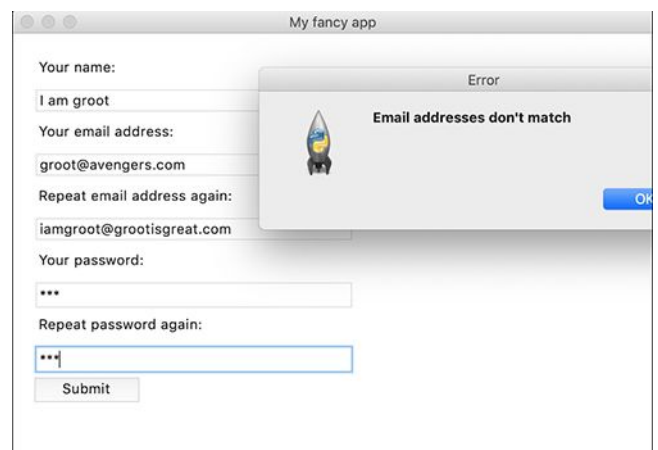 My fancy app
Your name:
I am groot
Your email address:
groot@avengers.com
Repeat email address again:
iamgroot@grootisgreat.com
Your password:
•••
Repeat password again:
•••
Submit
Error
Email addresses don't match
OK